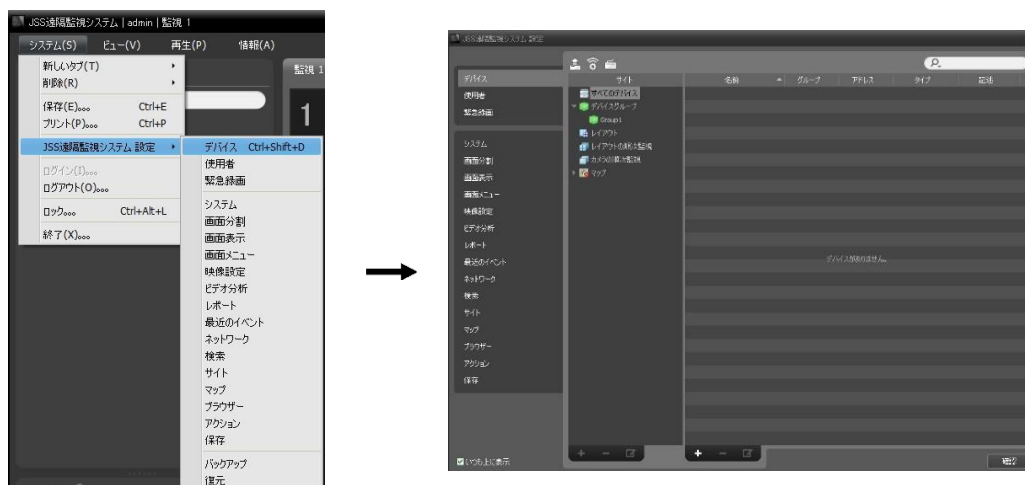 JSS遠隔監視システム | admin | 監視 1
システム(S) ビュー(V) 再生(P) 情報(A)
新しいタブ(T)
削除(R)
保存(E)... Ctrl+E
プリント(P)... Ctrl+P
JSS遠隔監視システム 設定
ログイン(I)...
ログアウト(O)...
ロック... Ctrl+Alt+L
終了(X)...
監視 1
1
デバイス Ctrl+Shift+D
使用者
緊急録画
システム
画面分割
画面表示
画面メニュー
映像設定
ビデオ分析
レポート
最近のイベント
ネットワーク
検索
サイト
マップ
ブラウザー
アクション
保存
バックアップ
復元
JSS遠隔監視システム 設定
デバイス
使用者
緊急録画
システム
画面分割
画面表示
画面メニュー
映像設定
ビデオ分析
レポート
最近のイベント
ネットワーク
検索
サイト
マップ
ブラウザー
アクション
保存
いつも上に表示
サイト
すべてのデバイス
デバイスグループ
Group1
レイアウト
レイアウトの順次監視
カメラの順次監視
マップ
名前 グループ アドレス タイプ 記述
デバイスがありません。
確認